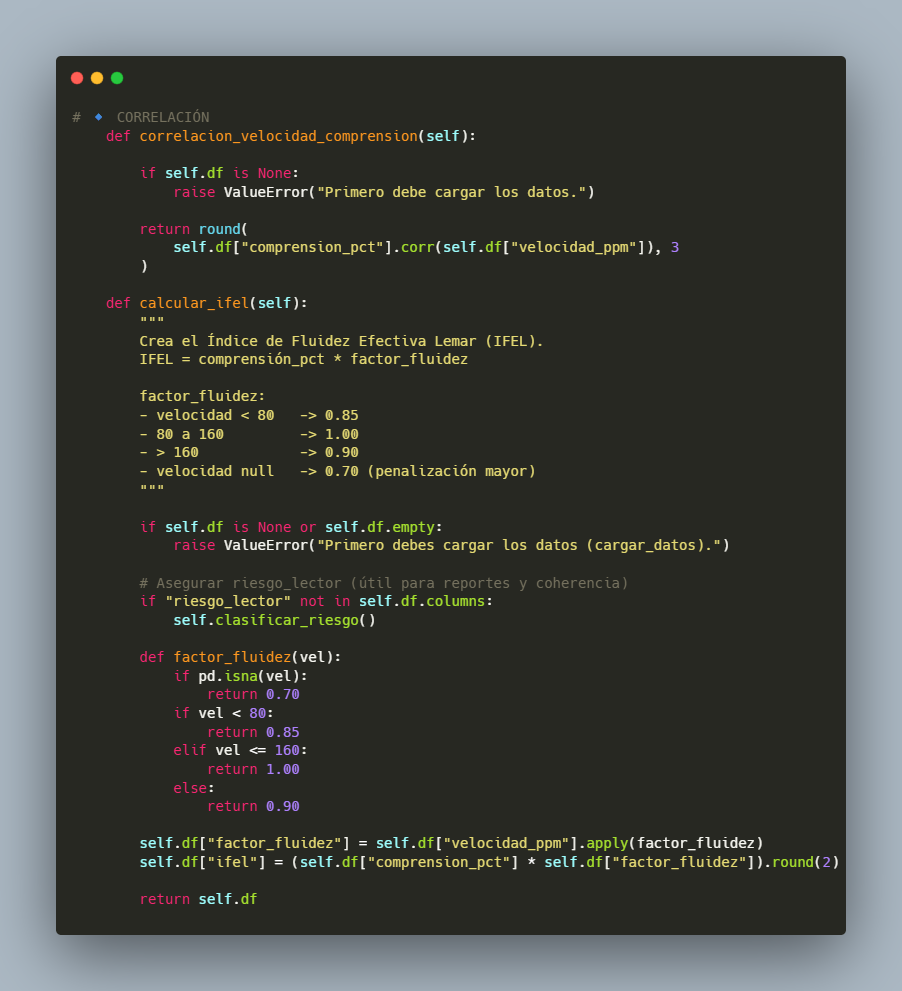 # 🔹 CORRELACIÓN
    def correlacion_velocidad_comprension(self):

        if self.df is None:
            raise ValueError("Primero debe cargar los datos.")

        return round(
            self.df["comprension_pct"].corr(self.df["velocidad_ppm"]), 3
        )

    def calcular_ifel(self):
        """
        Crea el Índice de Fluidez Efectiva Lemar (IFEL).
        IFEL = comprensión_pct * factor_fluidez

        factor_fluidez:
        - velocidad < 80   -> 0.85
        - 80 a 160         -> 1.00
        - > 160            -> 0.90
        - velocidad null   -> 0.70 (penalización mayor)
        """

        if self.df is None or self.df.empty:
            raise ValueError("Primero debes cargar los datos (cargar_datos).")

        # Asegurar riesgo_lector (útil para reportes y coherencia)
        if "riesgo_lector" not in self.df.columns:
            self.clasificar_riesgo()

        def factor_fluidez(vel):
            if pd.isna(vel):
                return 0.70
            if vel < 80:
                return 0.85
            elif vel <= 160:
                return 1.00
            else:
                return 0.90

        self.df["factor_fluidez"] = self.df["velocidad_ppm"].apply(factor_fluidez)
        self.df["ifel"] = (self.df["comprension_pct"] * self.df["factor_fluidez"]).round(2)

        return self.df